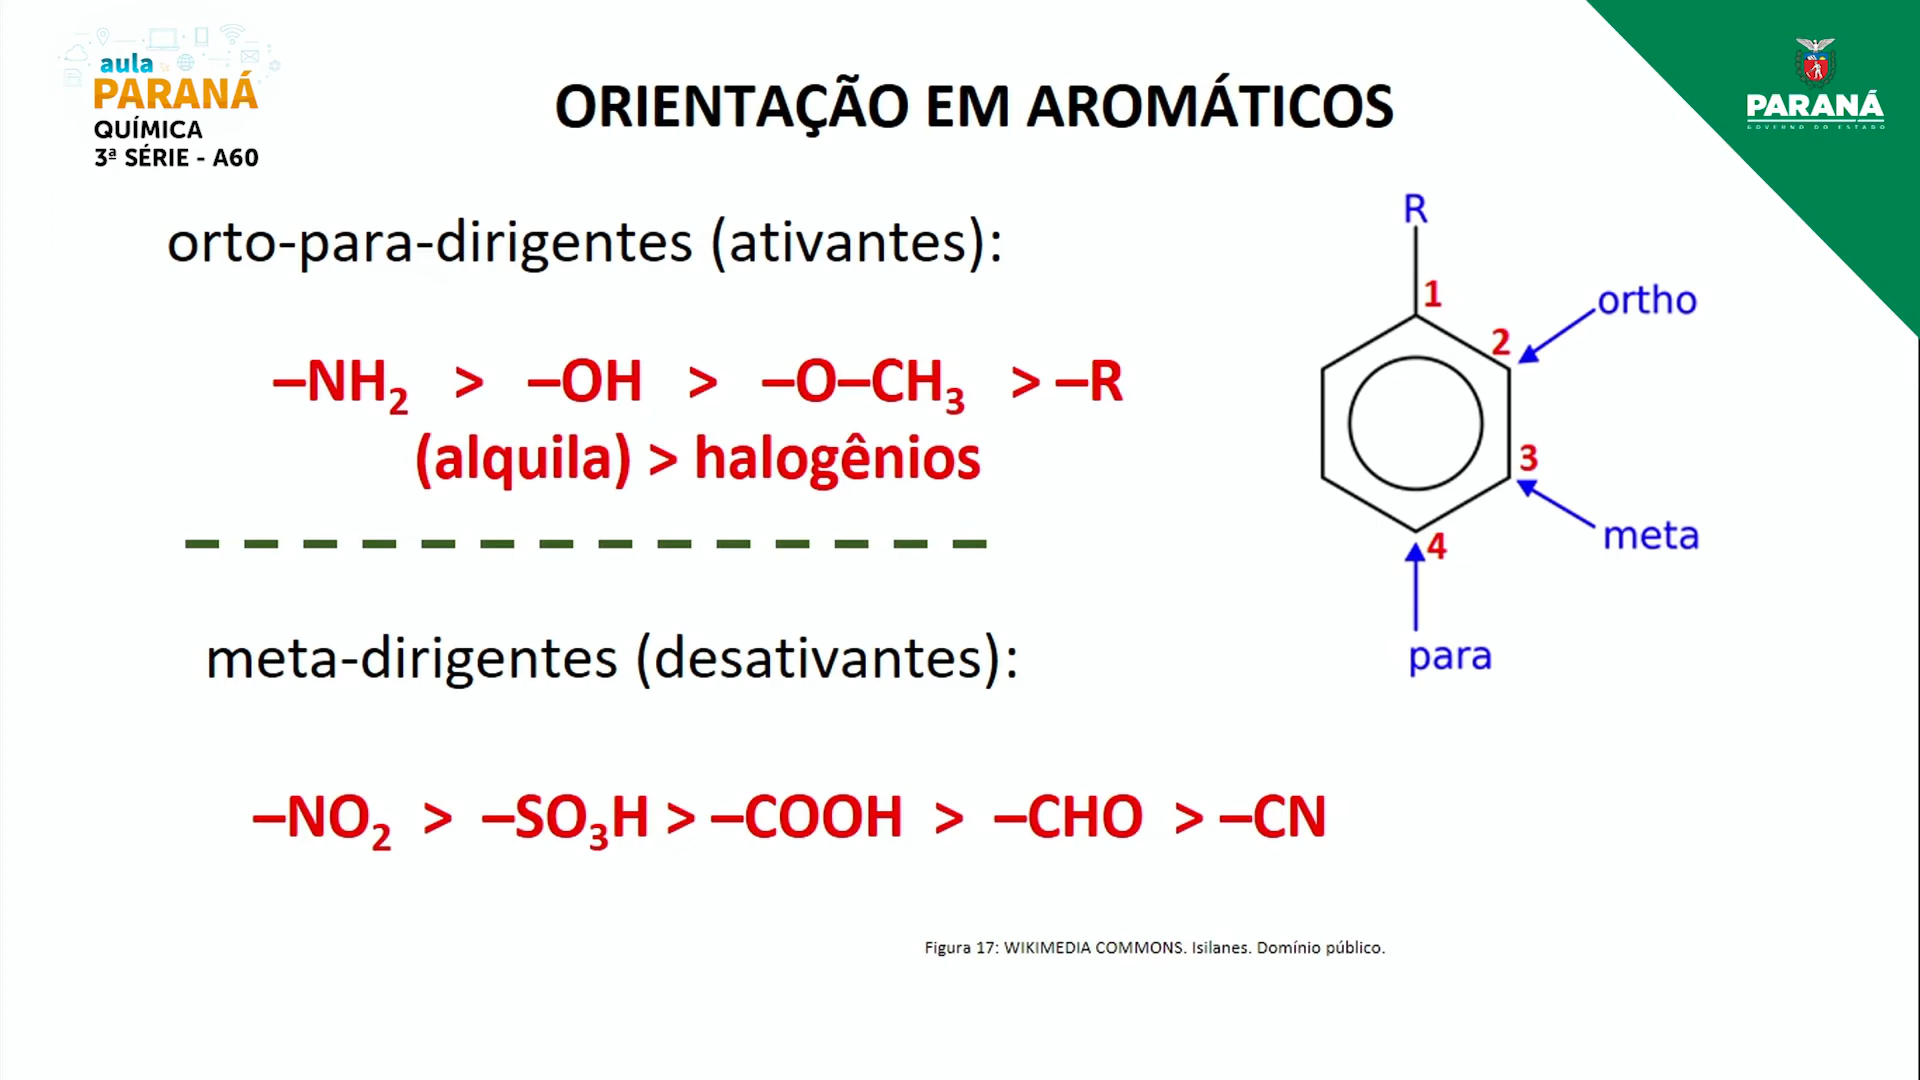 aula
PARANÁ
QUÍMICA
3ª SÉRIE - A60
ORIENTAÇÃO EM AROMÁTICOS
PARANÁ
GOVERNO DO ESTADO
orto-para-dirigentes (ativantes):
–NH₂ > –OH > –O–CH₃ > –R
(alquila) > halogênios
meta-dirigentes (desativantes):
–NO₂ > –SO₃H > –COOH > –CHO > –CN
R
1
2
ortho
3
meta
4
para
Figura 17: WIKIMEDIA COMMONS. Isilanes. Domínio público.